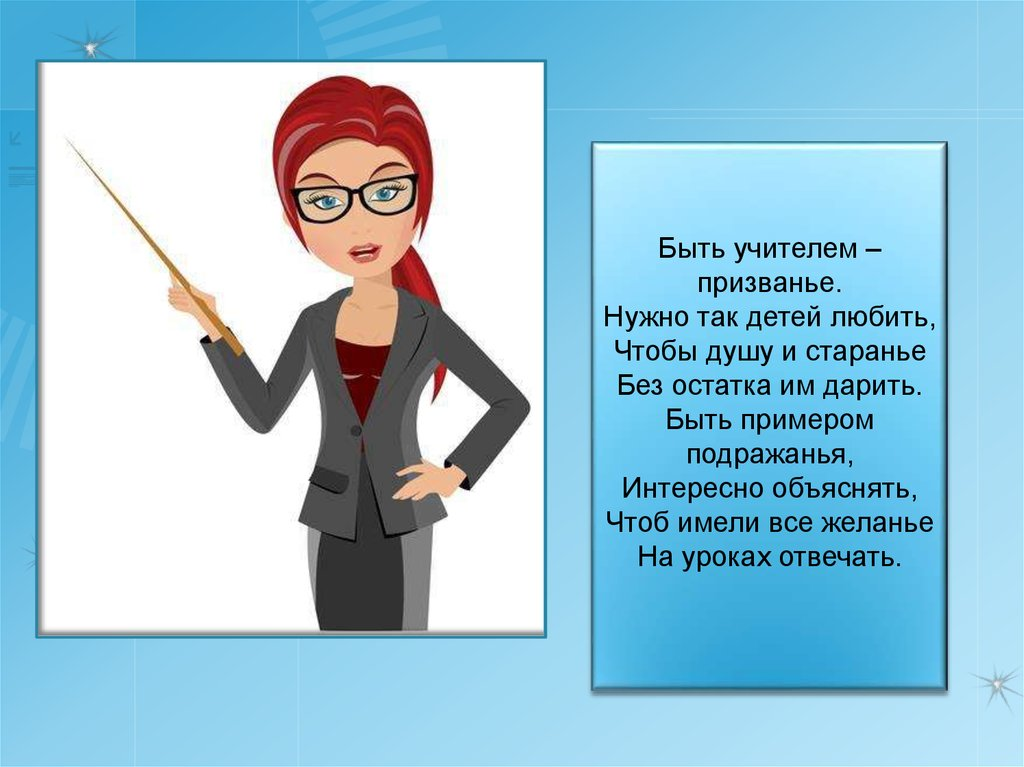 Быть учителем –
призванье.
Нужно так детей любить,
Чтобы душу и старанье
Без остатка им дарить.
Быть примером
подражанья,
Интересно объяснять,
Чтоб имели все желанье
На уроках отвечать.